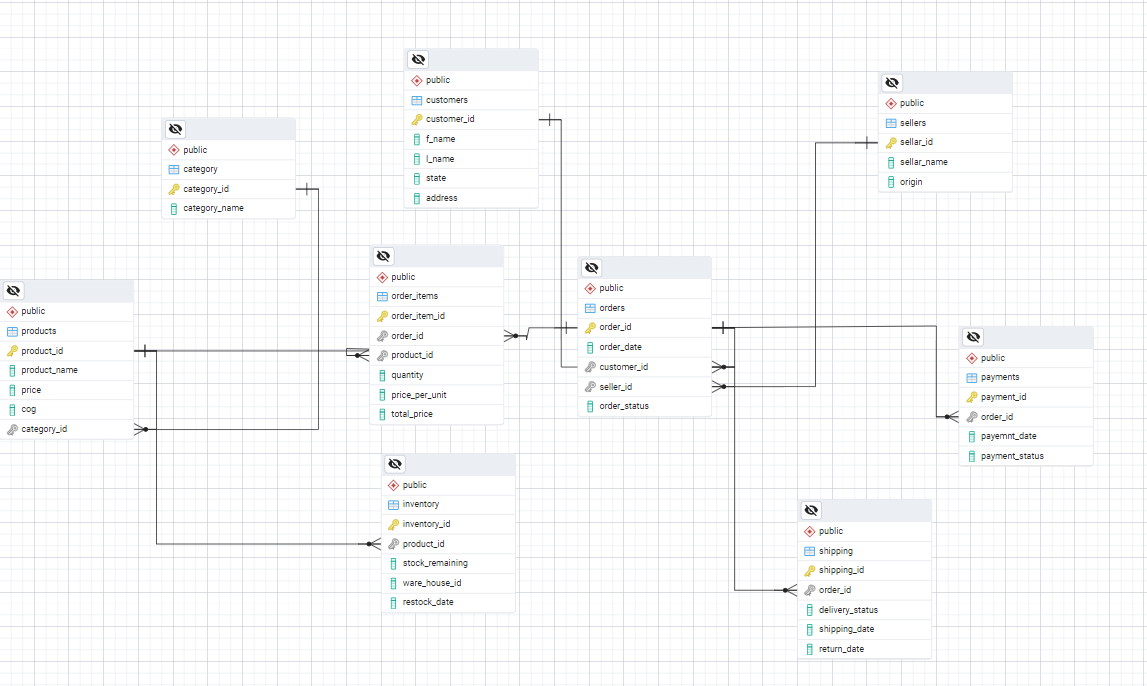 public
customers
customer_id
f_name
l_name
state
address
public
sellers
sellar_id
sellar_name
origin
public
category
category_id
category_name
public
order_items
order_item_id
order_id
product_id
quantity
price_per_unit
total_price
public
orders
order_id
order_date
customer_id
seller_id
order_status
public
products
product_id
product_name
price
cog
category_id
public
payments
payment_id
order_id
payemnt_date
payment_status
public
inventory
inventory_id
product_id
stock_remaining
ware_house_id
restock_date
public
shipping
shipping_id
order_id
delivery_status
shipping_date
return_date